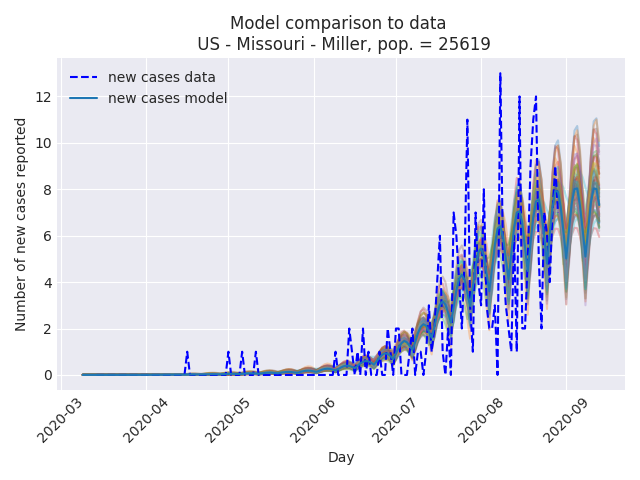 Model comparison to data
US - Missouri - Miller, pop. = 25619
new cases data
new cases model
Number of new cases reported
12
10
8
6
4
2
0
2020-03
2020-04
2020-05
2020-06
2020-07
2020-08
2020-09
Day